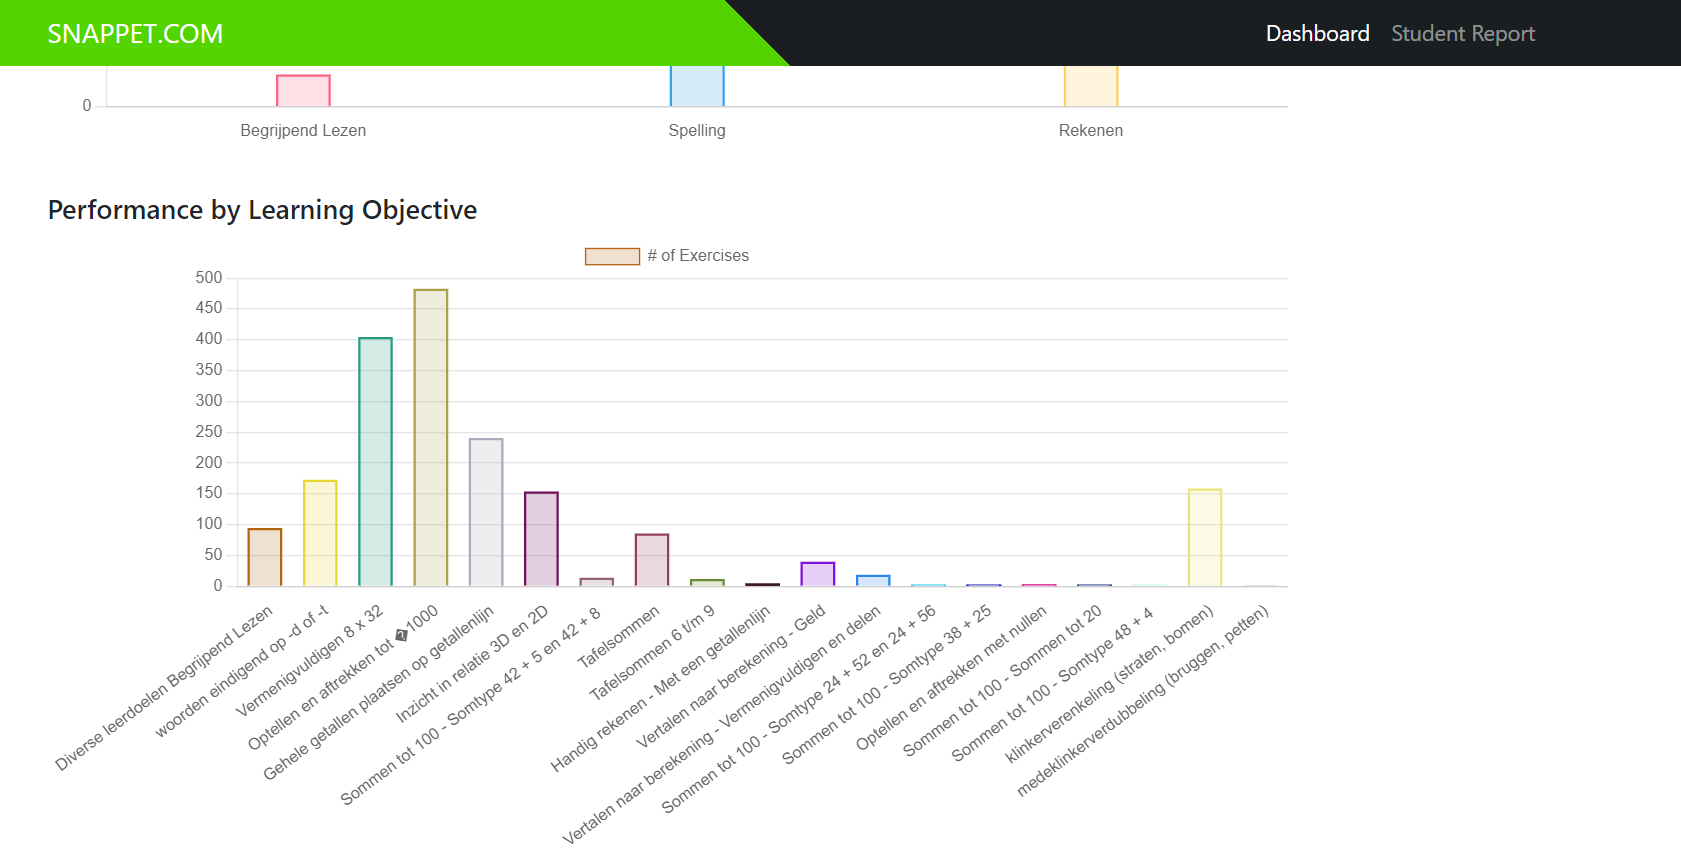 SNAPPET.COM
Dashboard
Student Report
0
Begrijpend Lezen
Spelling
Rekenen
Performance by Learning Objective
# of Exercises
500
450
400
350
300
250
200
150
100
50
0
Diverse leerdoelen Begrijpend Lezen
woorden eindigend op -d of -t
Vermenigvuldigen 8 x 32
Optellen en aftrekken tot �1000
Gehele getallen plaatsen op getallenlijn
Inzicht in relatie 3D en 2D
Sommen tot 100 - Somtype 42 + 5 en 42 + 8
Tafelsommen
Tafelsommen 6 t/m 9
Handig rekenen - Met een getallenlijn
Vertalen naar berekening - Geld
Vertalen naar berekening - Vermenigvuldigen en delen
Sommen tot 100 - Somtype 24 + 52 en 24 + 56
Sommen tot 100 - Somtype 38 + 25
Optellen en aftrekken met nullen
Sommen tot 100 - Sommen tot 20
Sommen tot 100 - Somtype 48 + 4
klinkerverenkeling (straten, bomen)
medeklinkerverdubbeling (bruggen, petten)